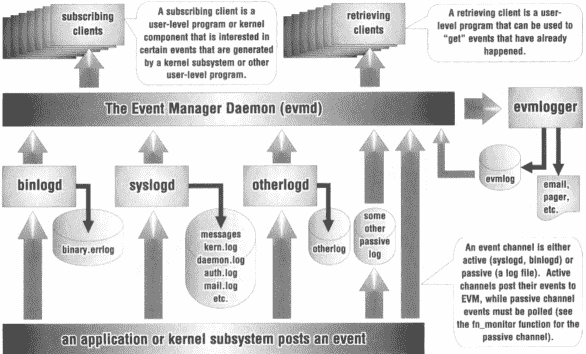 subscribing
clients
A subscribing client is a
user-level program or kernel
component that is interested in
certain events that are generated
by a kernel subsystem or other
user-level program.
retrieving
clients
A retrieving client is a user-
level program that can be used to
"get" events that have already
happened.
The Event Manager Daemon (evmd)
evmlogger
binlogd
syslogd
otherlogd
evmlog
email,
pager,
etc.
binary.errlog
messages
kern.log
daemon.log
auth.log
mail.log
etc.
otherlog
some
other
passive
log
An event channel is either
active (syslogd, binlogd) or
passive (a log file). Active
channels post their events to
EVM, while passive channel
events must be polled (see
the fn_monitor function for the
passive channel).
an application or kernel subsystem posts an event